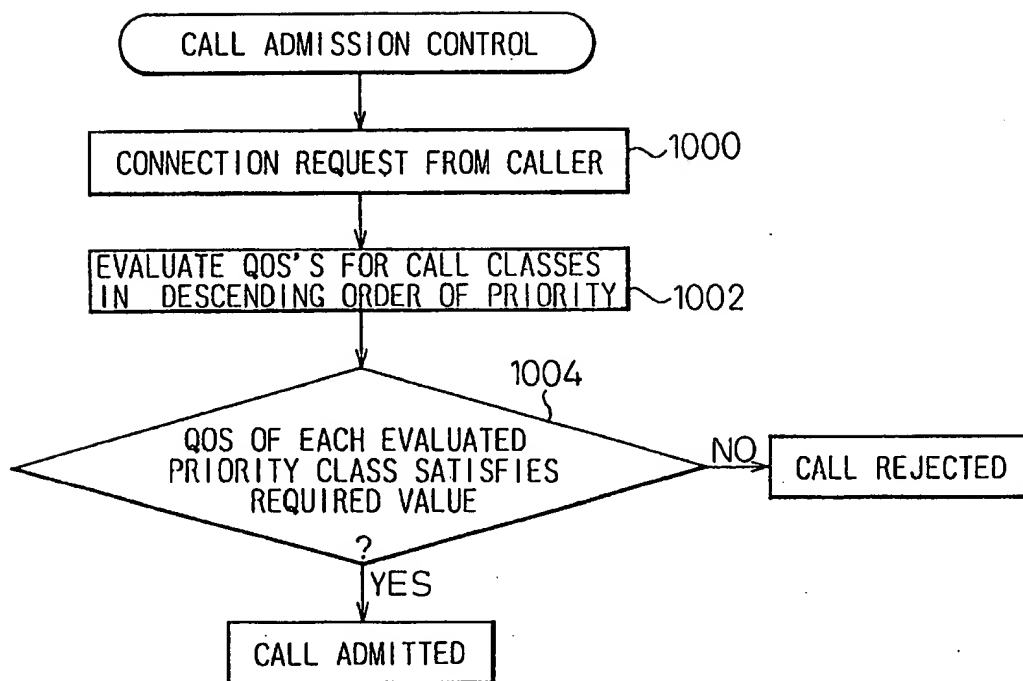 CALL ADMISSION CONTROL
CONNECTION REQUEST FROM CALLER
1000
EVALUATE QOS'S FOR CALL CLASSES
IN DESCENDING ORDER OF PRIORITY
1002
1004
QOS OF EACH EVALUATED
PRIORITY CLASS SATISFIES
REQUIRED VALUE
?
NO
CALL REJECTED
YES
CALL ADMITTED